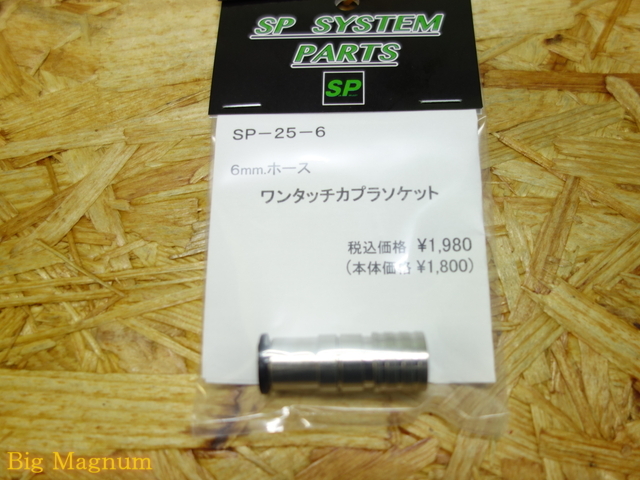 SP SYSTEM
PARTS
SP
SP-25-6
6mm.ホース
ワンタッチカプラソケット
税込価格 ¥1,980
(本体価格 ¥1,800)
Big Magnum